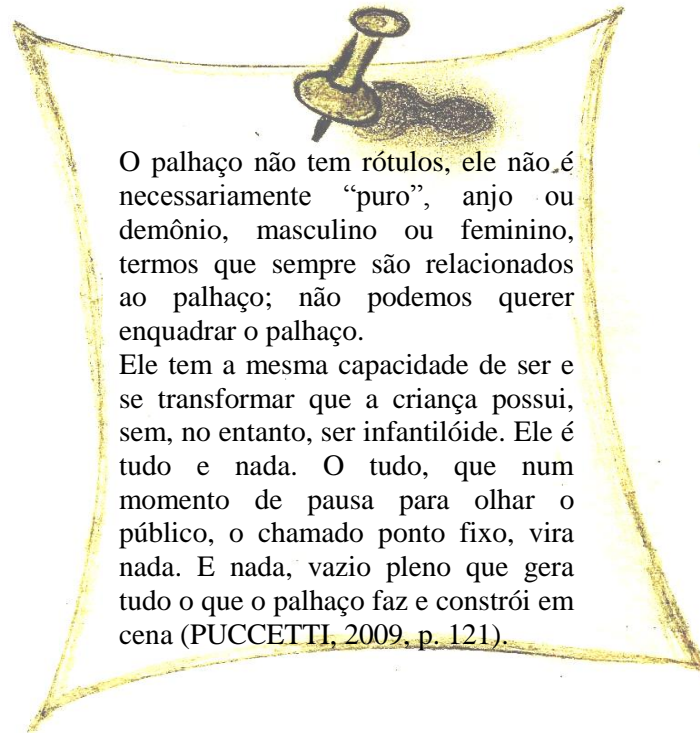 O palhaço não tem rótulos, ele não é
necessariamente “puro”, anjo ou
demônio, masculino ou feminino,
termos que sempre são relacionados
ao palhaço; não podemos querer
enquadrar o palhaço.
Ele tem a mesma capacidade de ser e
se transformar que a criança possui,
sem, no entanto, ser infantilóide. Ele é
tudo e nada. O tudo, que num
momento de pausa para olhar o
público, o chamado ponto fixo, vira
nada. E nada, vazio pleno que gera
tudo o que o palhaço faz e constrói em
cena (PUCCETTI, 2009, p. 121).